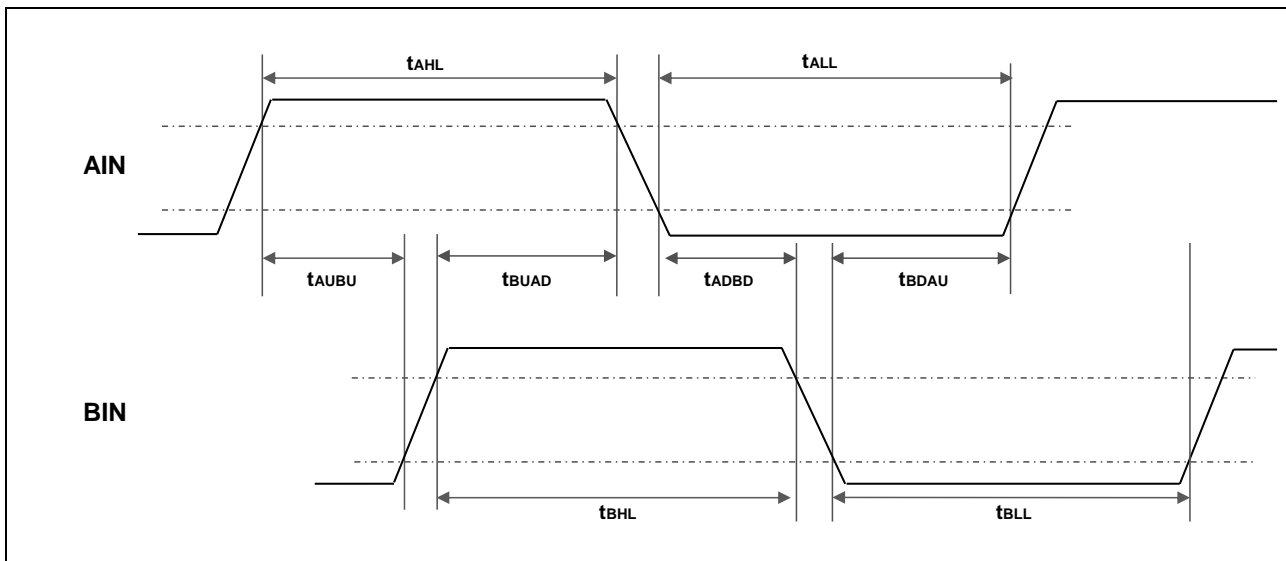 tAHL
tALL
AIN
tAUBU
tBUAD
tADBD
tBDAU
BIN
tBHL
tBLL